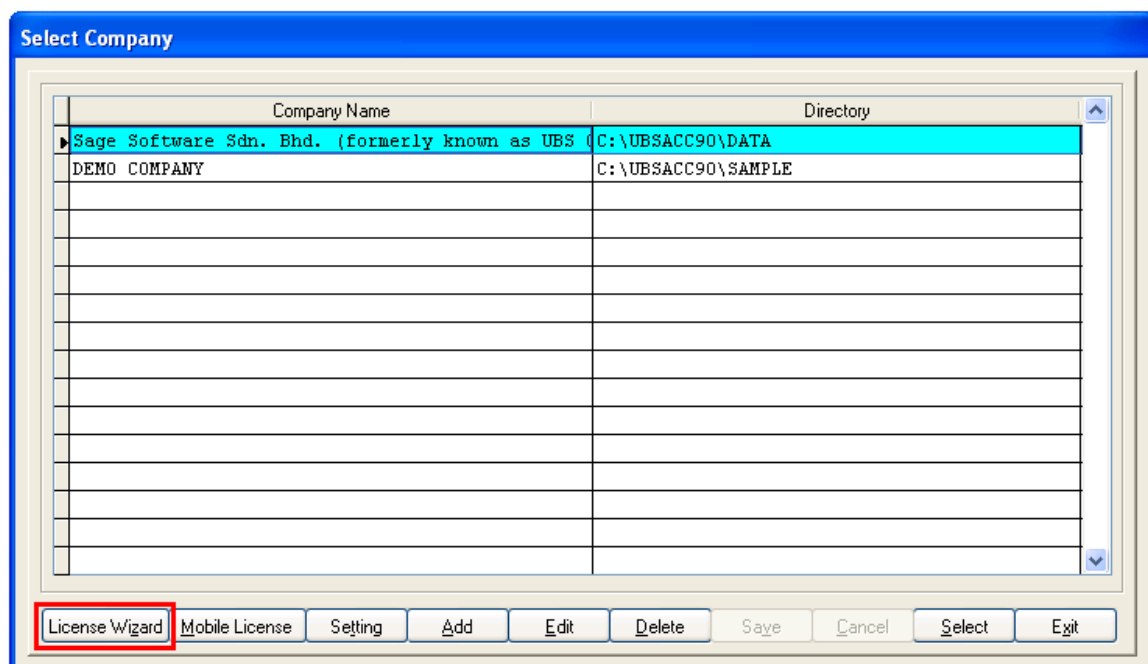 Select Company
Company Name Directory
Sage Software Sdn. Bhd. (formerly known as UBS ( C:\UBSACC90\DATA
DEMO COMPANY C:\UBSACC90\SAMPLE
License Wizard Mobile License Setting Add Edit Delete Save Cancel Select Exit